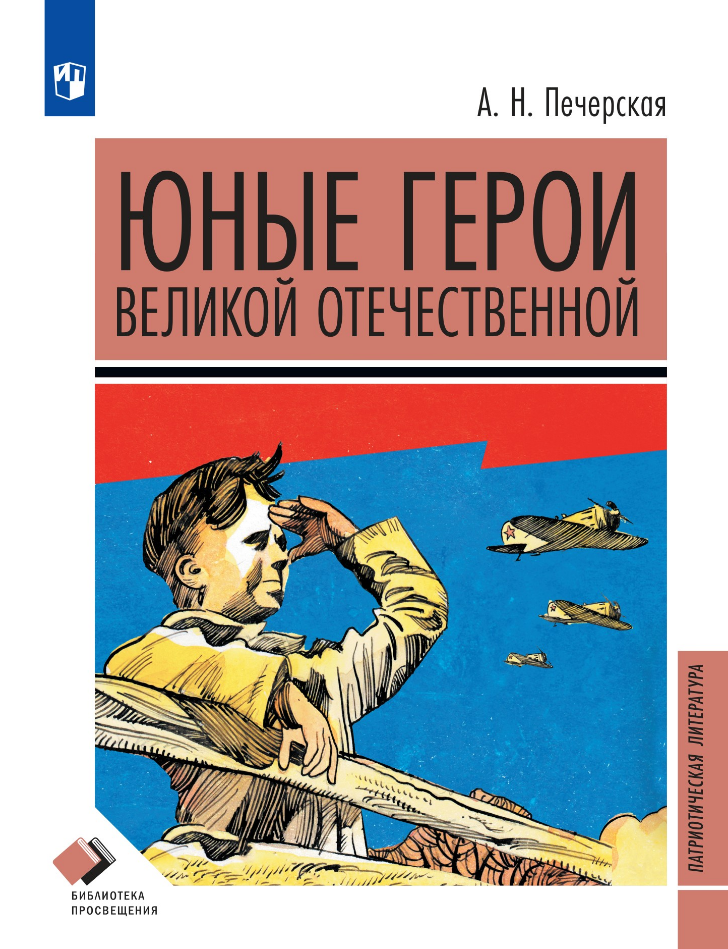 А. Н. Печерская
ЮНЫЕ ГЕРОИ
ВЕЛИКОЙ ОТЕЧЕСТВЕННОЙ
ПАТРИОТИЧЕСКАЯ ЛИТЕРАТУРА
БИБЛИОТЕКА
ПРОСВЕЩЕНИЯ